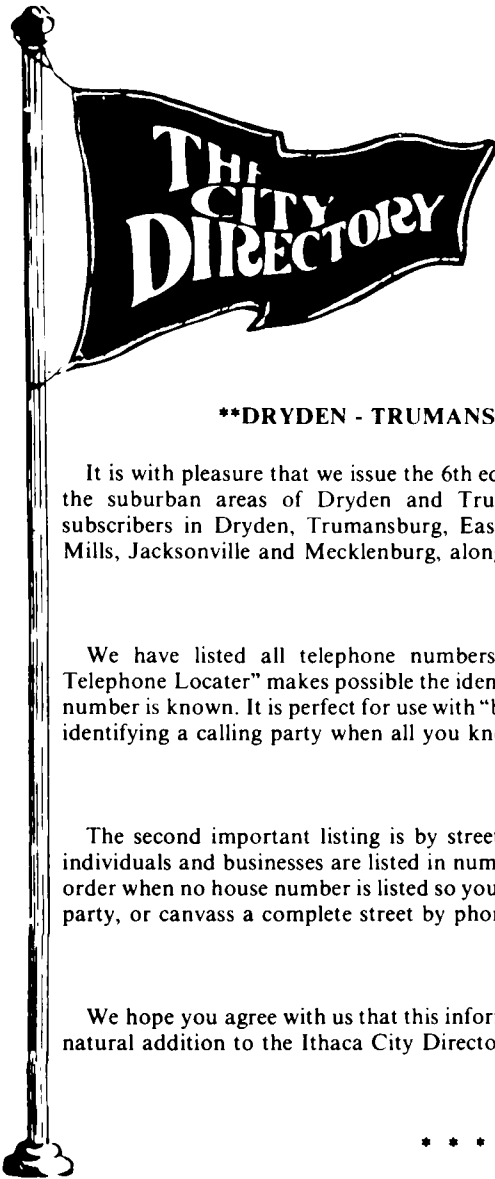 THE
CITY
DIRECTORY
**DRYDEN - TRUMANS
It is with pleasure that we issue the 6th ec
the suburban areas of Dryden and Tru
subscribers in Dryden, Trumansburg, Eas
Mills, Jacksonville and Mecklenburg, along
We have listed all telephone numbers
Telephone Locater” makes possible the iden
number is known. It is perfect for use with “b
identifying a calling party when all you kno
The second important listing is by street
individuals and businesses are listed in num
order when no house number is listed so you
party, or canvass a complete street by phon
We hope you agree with us that this infor
natural addition to the Ithaca City Directo
* * *